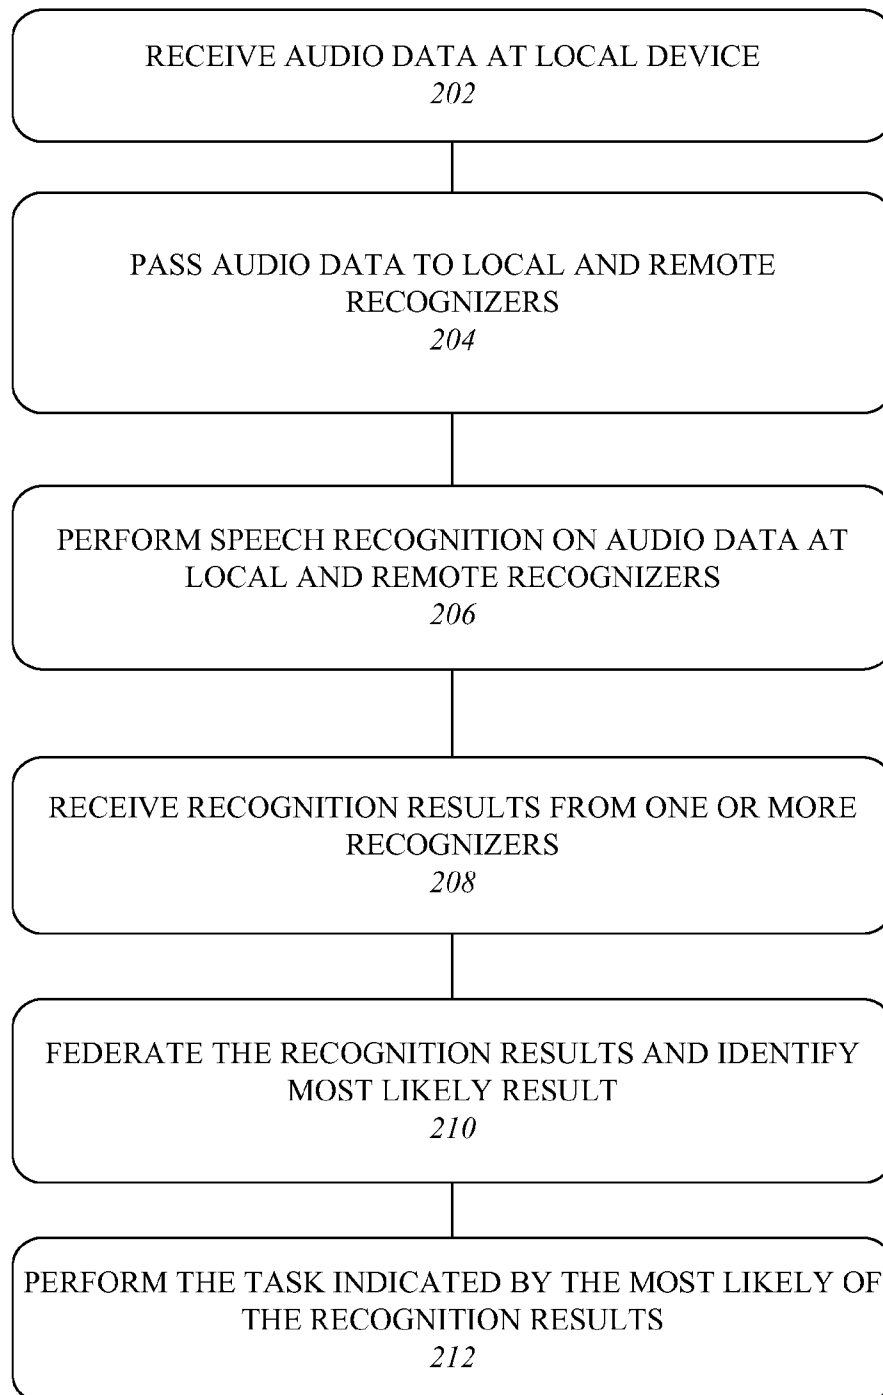 RECEIVE AUDIO DATA AT LOCAL DEVICE
202
PASS AUDIO DATA TO LOCAL AND REMOTE
RECOGNIZERS
204
PERFORM SPEECH RECOGNITION ON AUDIO DATA AT
LOCAL AND REMOTE RECOGNIZERS
206
RECEIVE RECOGNITION RESULTS FROM ONE OR MORE
RECOGNIZERS
208
FEDERATE THE RECOGNITION RESULTS AND IDENTIFY
MOST LIKELY RESULT
210
PERFORM THE TASK INDICATED BY THE MOST LIKELY OF
THE RECOGNITION RESULTS
212